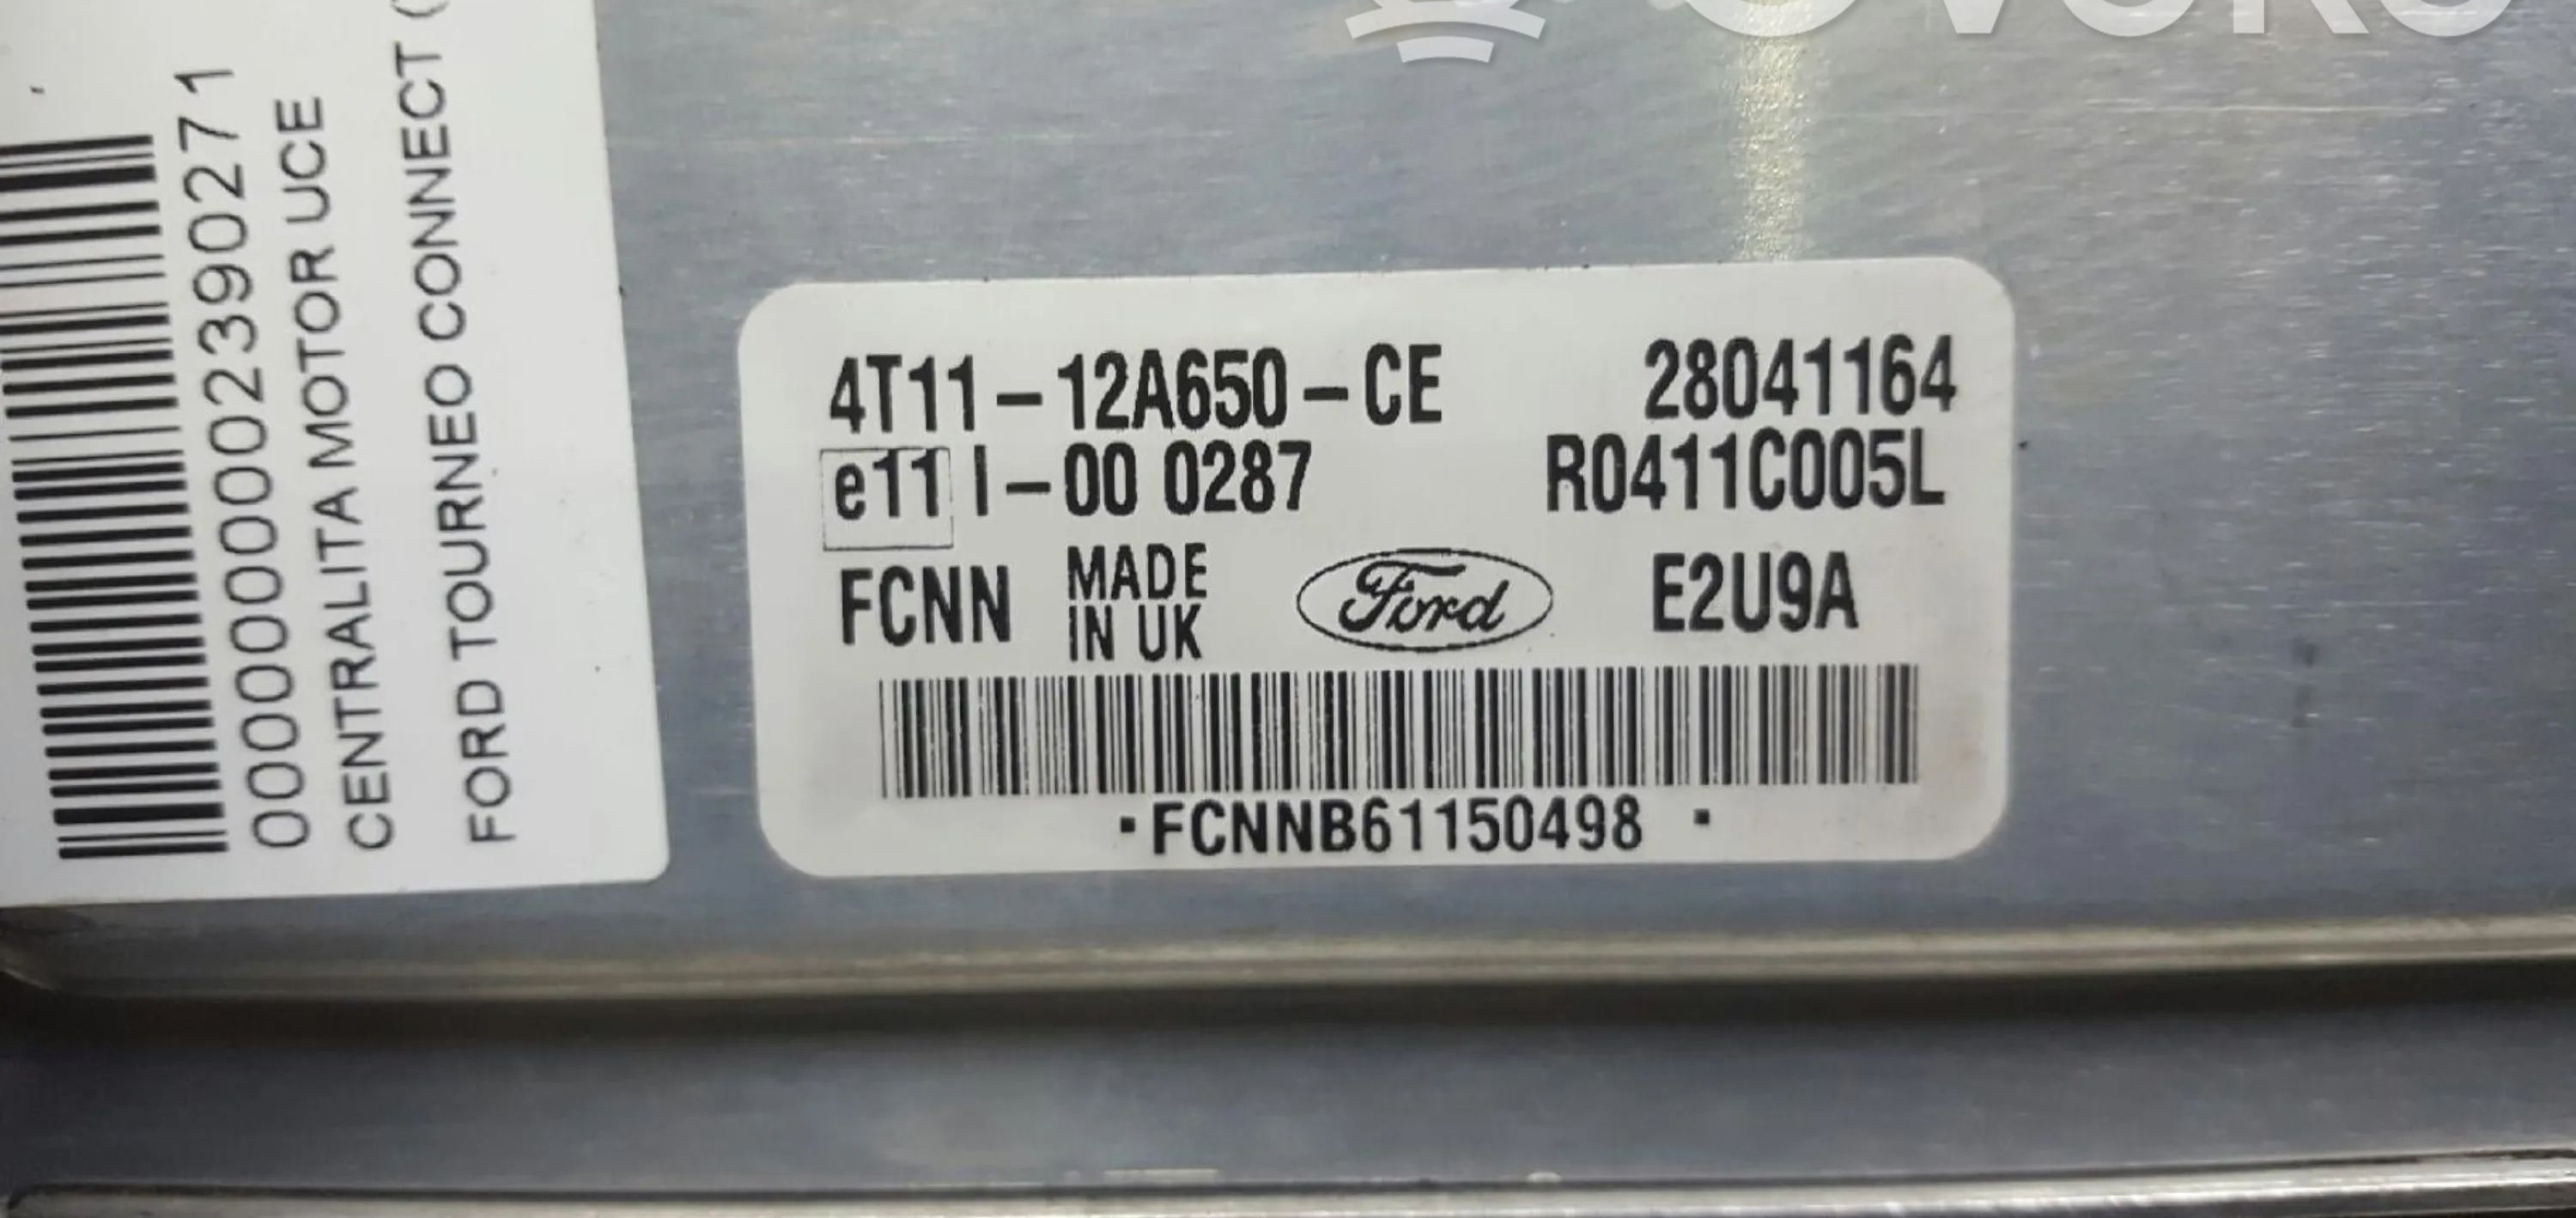 0000000002390271
CENTRALITA MOTOR UCE
FORD TOURNEO CONNECT (
4T11-12A650-CE 28041164
e11 I-00 0287 R0411C005L
FCNN MADE IN UK Ford E2U9A
·FCNNB61150498 ·